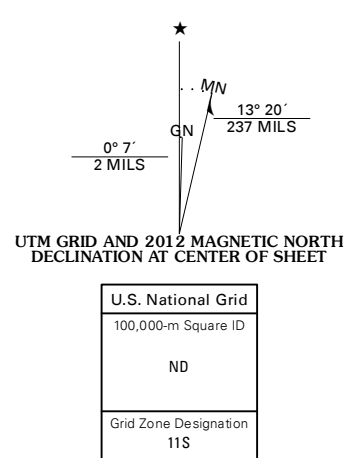 ★
MN
13° 20´
237 MILS
GN
0° 7´
2 MILS
UTM GRID AND 2012 MAGNETIC NORTH
DECLINATION AT CENTER OF SHEET
U.S. National Grid
100,000-m Square ID
ND
Grid Zone Designation
11S